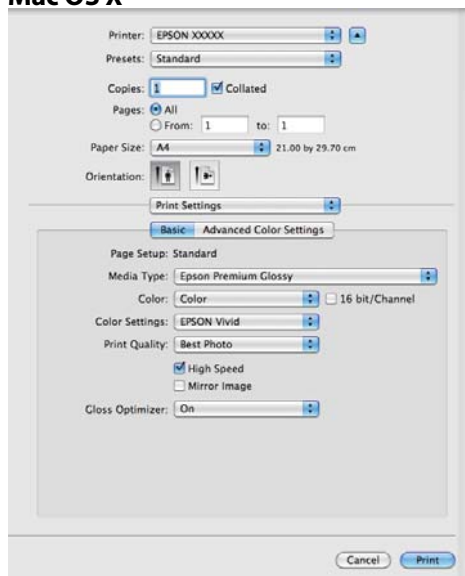 Mac OS X
Printer: EPSON XXXXX
Presets: Standard
Copies: 1 Collated
Pages: All
From: 1 to: 1
Paper Size: A4 21.00 by 29.70 cm
Orientation:
Print Settings
Basic Advanced Color Settings
Page Setup: Standard
Media Type: Epson Premium Glossy
Color: Color 16 bit/Channel
Color Settings: EPSON Vivid
Print Quality: Best Photo
High Speed
Mirror Image
Gloss Optimizer: On
Cancel Print